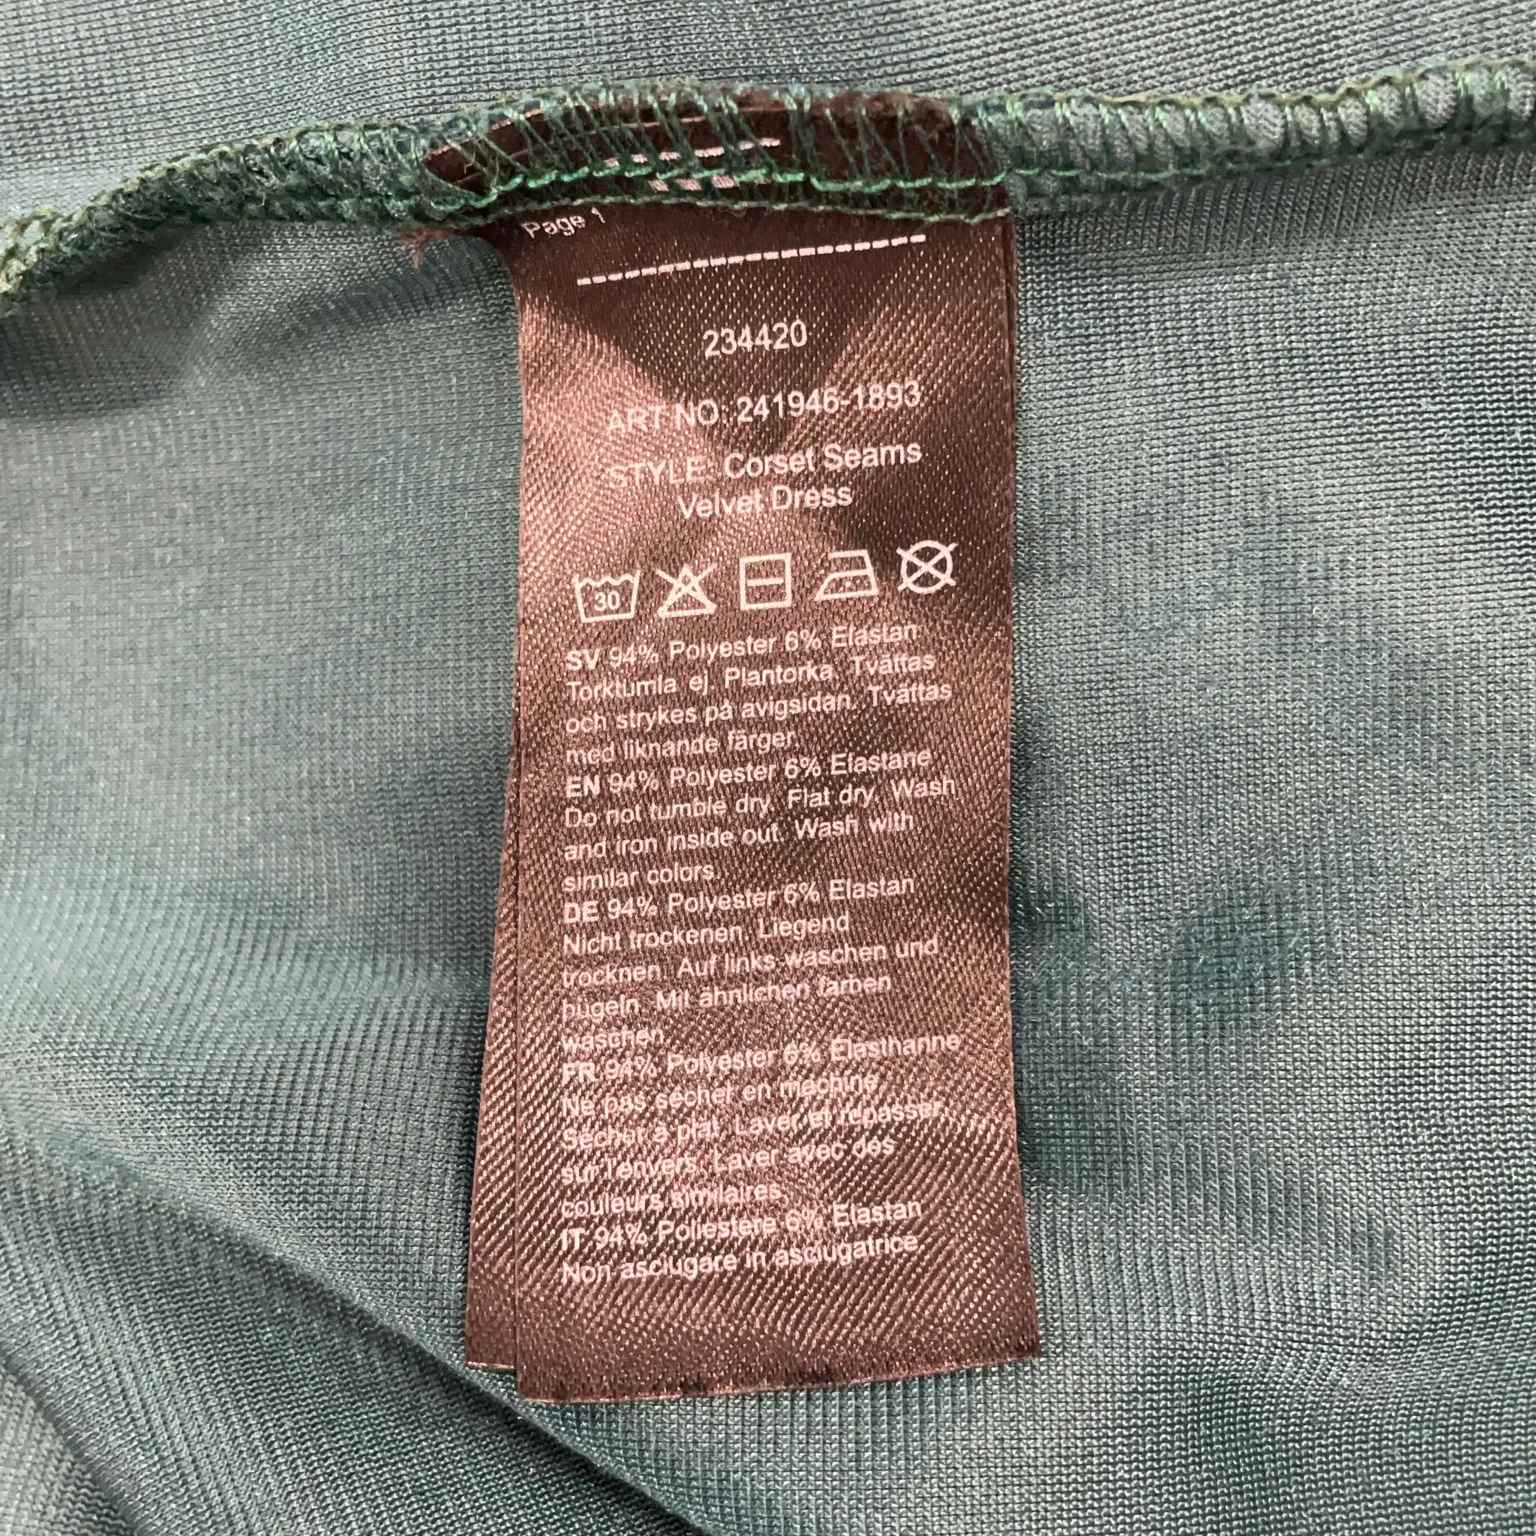 Page 1
234420
ART NO: 241946-1893
STYLE: Corset Seams
Velvet Dress
30
SV 94% Polyester 6% Elastan
Torktumla ej. Plantorka. Tvättas
och strykes på avigsidan. Tvättas
med liknande färger.
EN 94% Polyester 6% Elastane
Do not tumble dry. Flat dry. Wash
and iron inside out. Wash with
similar colors.
DE 94% Polyester 6% Elastan
Nicht trockenen. Liegend
trocknen. Auf links waschen und
bügeln. Mit ähnlichen farben
waschen.
FR 94% Polyester 6% Elasthanne
Ne pas sécher en machine.
Sécher à plat. Laver et repasser
sur l'envers. Laver avec des
couleurs similaires.
IT 94% Poliestere 6% Elastan
Non asciugare in asciugatrice.